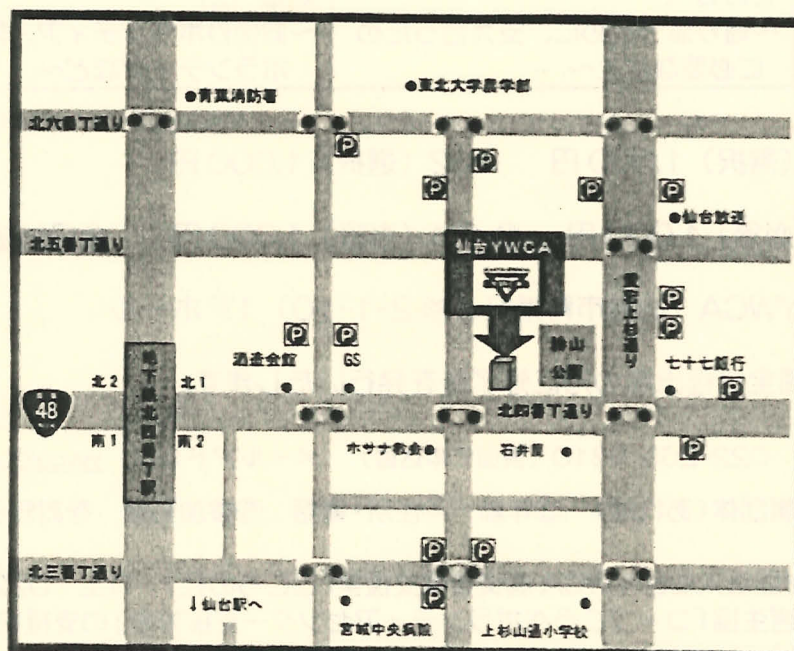 ●青葉消防署
●東北大学農学部
北六番丁通り
P
P
P
P
P
●仙台放送
北五番丁通り
仙台YWCA
愛宕上杉通り
P
P
P
P
勝山
公園
酒造会館
GS
七十七銀行
P
地下鉄北四番丁駅
北2
北1
48
北四番丁通り
南1
南2
ホサナ教会●
石井屋
P
P
P
北三番丁通り
↓仙台駅へ
P
宮城中央病院
上杉山通小学校